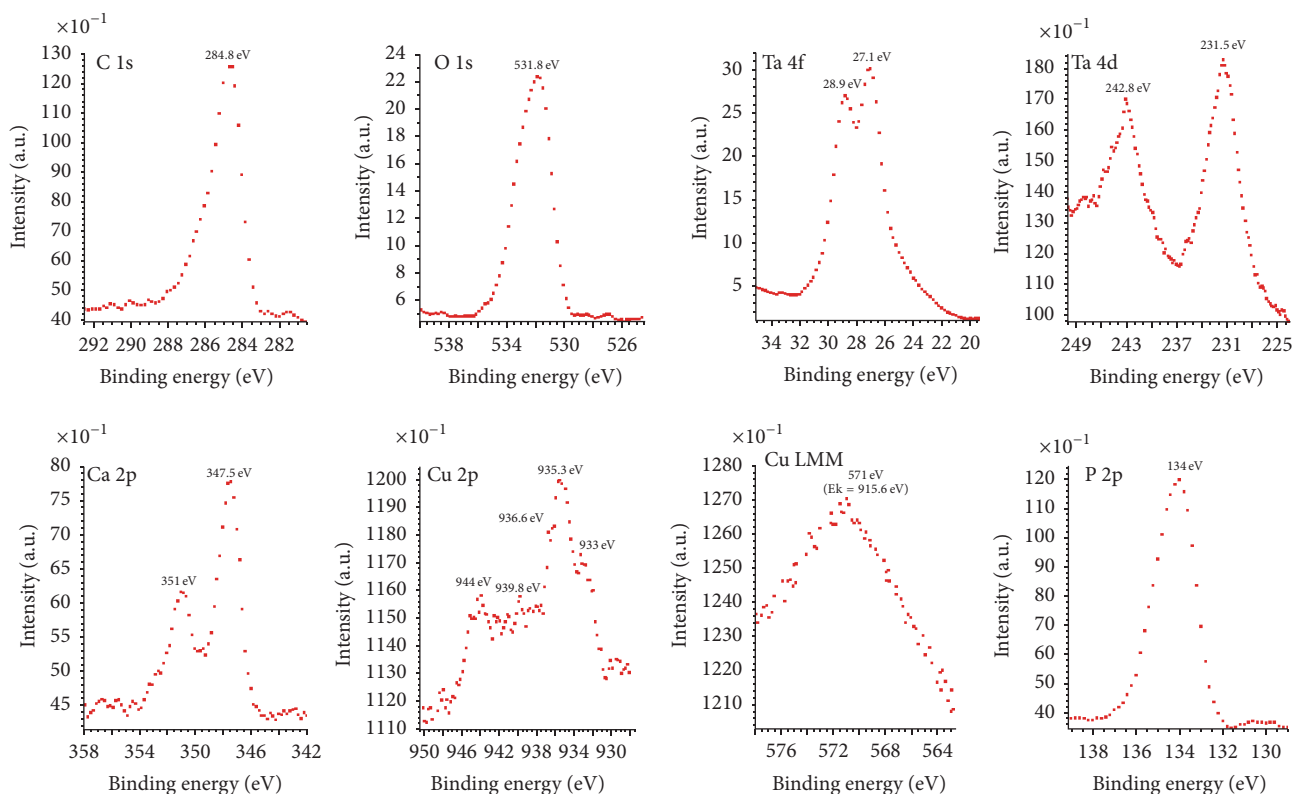 ×10⁻¹
130
120
110
100
90
80
70
60
50
40
C 1s
284.8 eV
Intensity (a.u.)
292 290 288 286 284 282
Binding energy (eV)
24
22
20
18
16
14
12
10
8
6
O 1s
531.8 eV
Intensity (a.u.)
538 534 530 526
Binding energy (eV)
30
25
20
15
10
5
Ta 4f
27.1 eV
28.9 eV
Intensity (a.u.)
34 32 30 28 26 24 22 20
Binding energy (eV)
×10⁻¹
180
170
160
150
140
130
120
110
100
Ta 4d
231.5 eV
242.8 eV
Intensity (a.u.)
249 243 237 231 225
Binding energy (eV)
×10⁻¹
80
75
70
65
60
55
50
45
Ca 2p
347.5 eV
351 eV
Intensity (a.u.)
358 354 350 346 342
Binding energy (eV)
×10⁻¹
1200
1190
1180
1170
1160
1150
1140
1130
1120
1110
Cu 2p
935.3 eV
936.6 eV
933 eV
944 eV
939.8 eV
Intensity (a.u.)
950 946 942 938 934 930
Binding energy (eV)
×10⁻¹
1280
1270
1260
1250
1240
1230
1220
1210
Cu LMM
571 eV
(Ek = 915.6 eV)
Intensity (a.u.)
576 572 568 564
Binding energy (eV)
×10⁻¹
120
110
100
90
80
70
60
50
40
P 2p
134 eV
Intensity (a.u.)
138 136 134 132 130
Binding energy (eV)